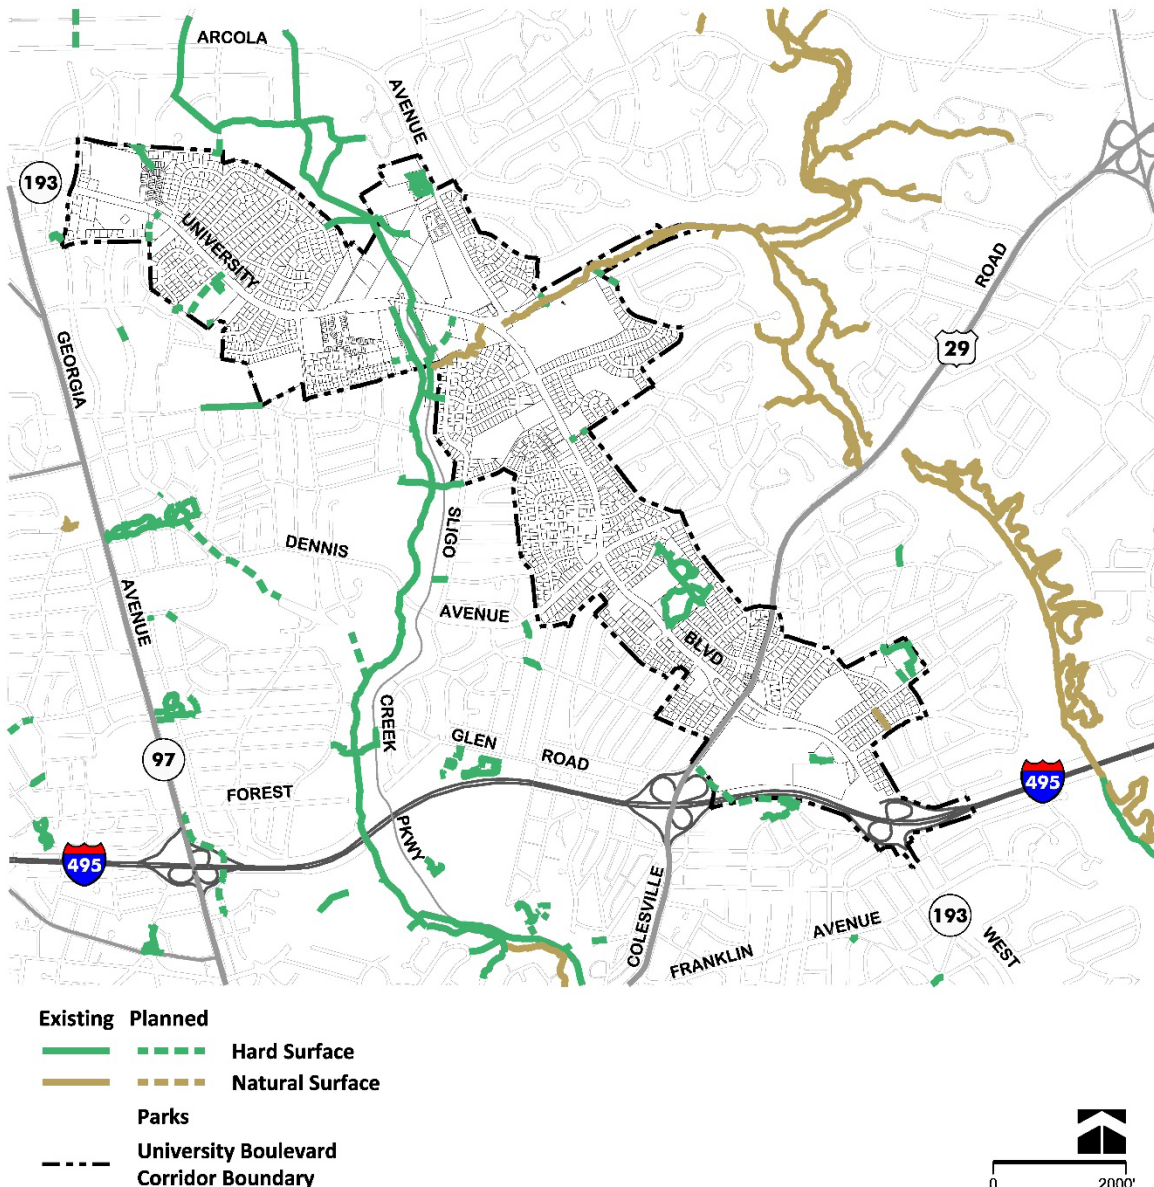 ARCOLA
AVENUE
193
UNIVERSITY
ROAD
29
GEORGIA
SLIGO
DENNIS
AVENUE
AVENUE
BLVD
CREEK
GLEN
ROAD
97
FOREST
495
PKWY
495
COLESVILLE
193
AVENUE
WEST
FRANKLIN
Existing Planned
Hard Surface
Natural Surface
Parks
University Boulevard
Corridor Boundary
0 2000'